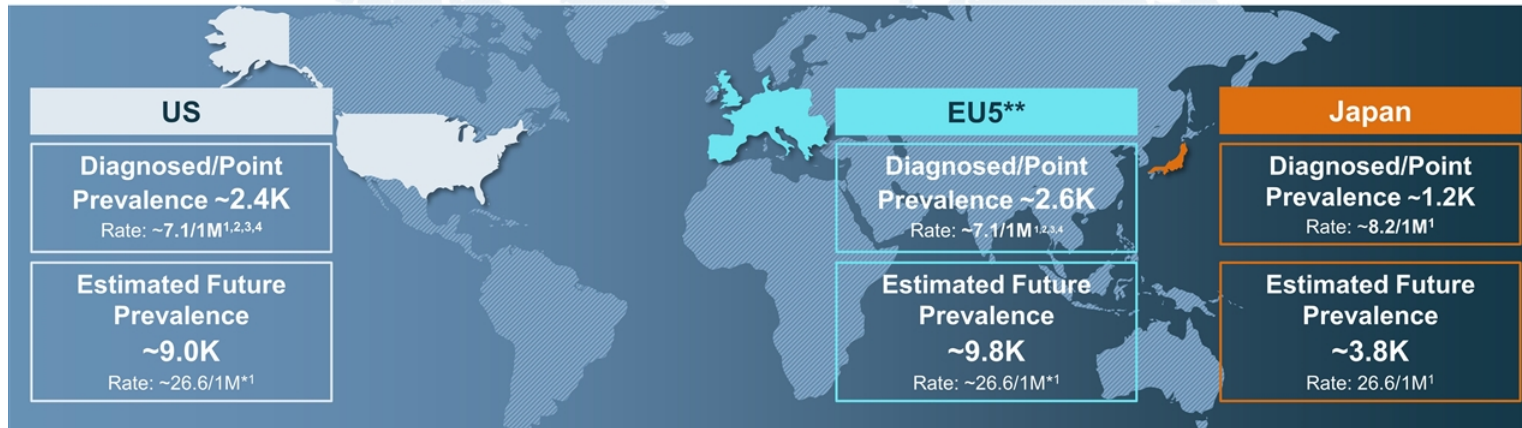 US
Diagnosed/Point
Prevalence ~2.4K
Rate: ~7.1/1M¹,²,³,⁴
Estimated Future
Prevalence
~9.0K
Rate: ~26.6/1M*¹
EU5**
Diagnosed/Point
Prevalence ~2.6K
Rate: ~7.1/1M¹,²,³,⁴
Estimated Future
Prevalence
~9.8K
Rate: ~26.6/1M*¹
Japan
Diagnosed/Point
Prevalence ~1.2K
Rate: ~8.2/1M¹
Estimated Future
Prevalence
~3.8K
Rate: 26.6/1M¹